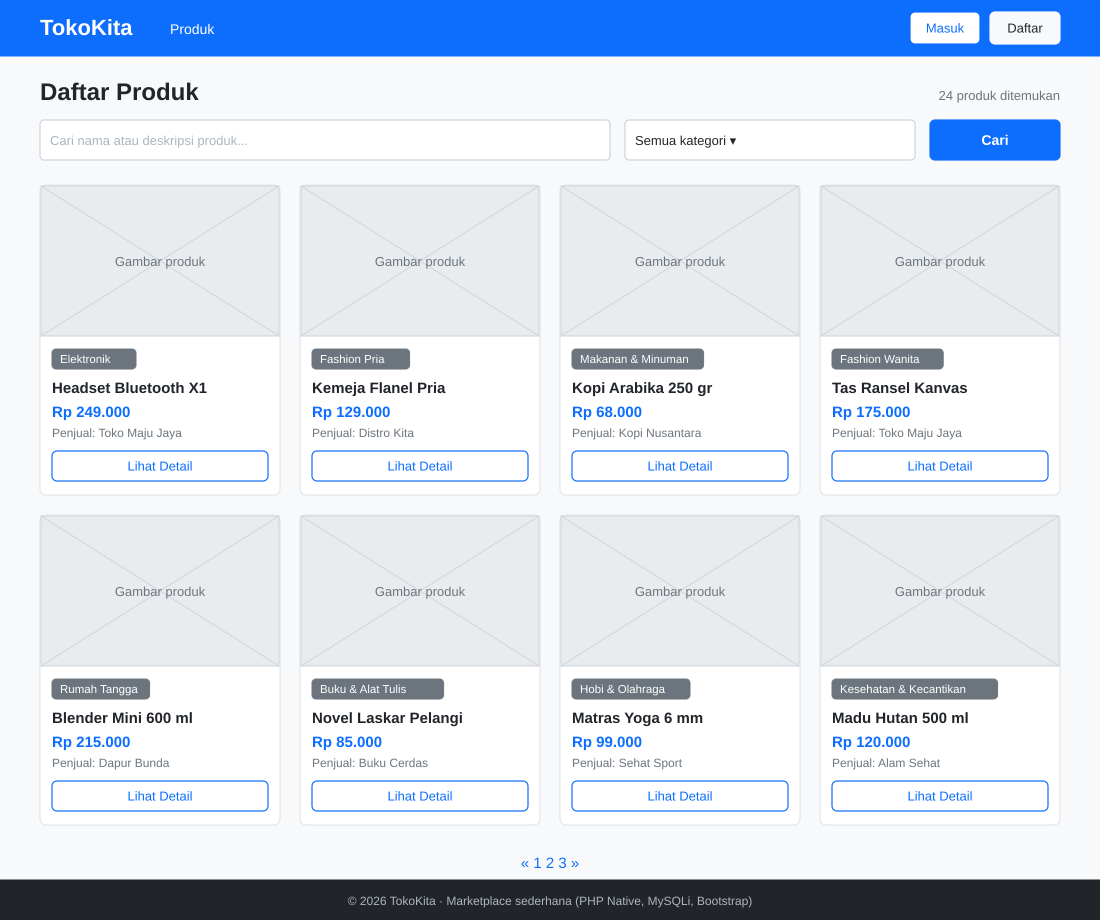 TokoKita Produk Masuk Daftar
Daftar Produk 24 produk ditemukan
Cari nama atau deskripsi produk... Semua kategori ▾ Cari
Gambar produk Gambar produk Gambar produk Gambar produk
Elektronik Fashion Pria Makanan & Minuman Fashion Wanita
Headset Bluetooth X1 Kemeja Flanel Pria Kopi Arabika 250 gr Tas Ransel Kanvas
Rp 249.000 Rp 129.000 Rp 68.000 Rp 175.000
Penjual: Toko Maju Jaya Penjual: Distro Kita Penjual: Kopi Nusantara Penjual: Toko Maju Jaya
Lihat Detail Lihat Detail Lihat Detail Lihat Detail
Gambar produk Gambar produk Gambar produk Gambar produk
Rumah Tangga Buku & Alat Tulis Hobi & Olahraga Kesehatan & Kecantikan
Blender Mini 600 ml Novel Laskar Pelangi Matras Yoga 6 mm Madu Hutan 500 ml
Rp 215.000 Rp 85.000 Rp 99.000 Rp 120.000
Penjual: Dapur Bunda Penjual: Buku Cerdas Penjual: Sehat Sport Penjual: Alam Sehat
Lihat Detail Lihat Detail Lihat Detail Lihat Detail
« 1 2 3 »
© 2026 TokoKita · Marketplace sederhana (PHP Native, MySQLi, Bootstrap)